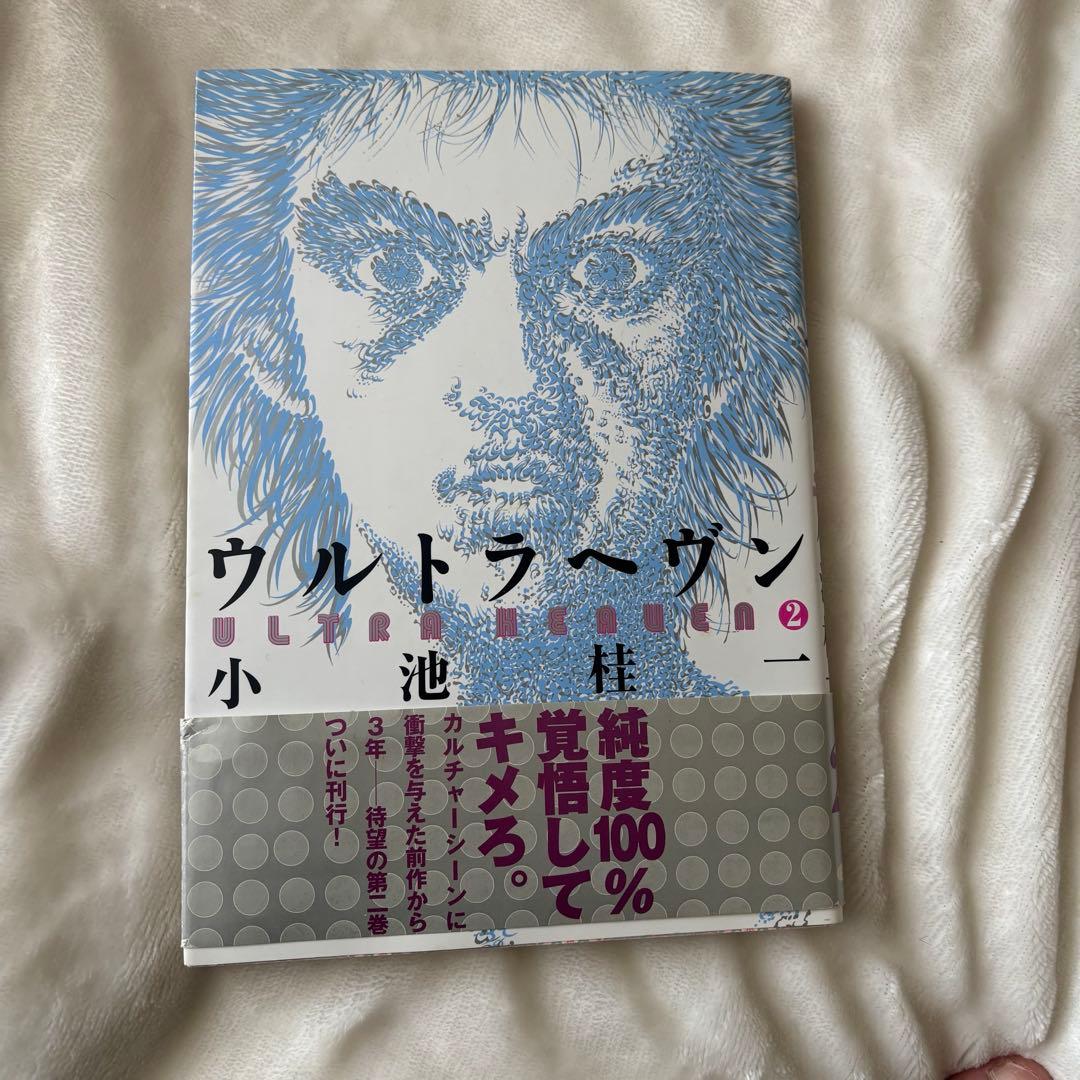 ウルトラヘヴン
ULTRA HEAVEN 2
小池桂一
純度100%
覚悟して
キメろ。
カルチャーシーンに
衝撃を与えた前作から
3年――待望の第二巻
ついに刊行!